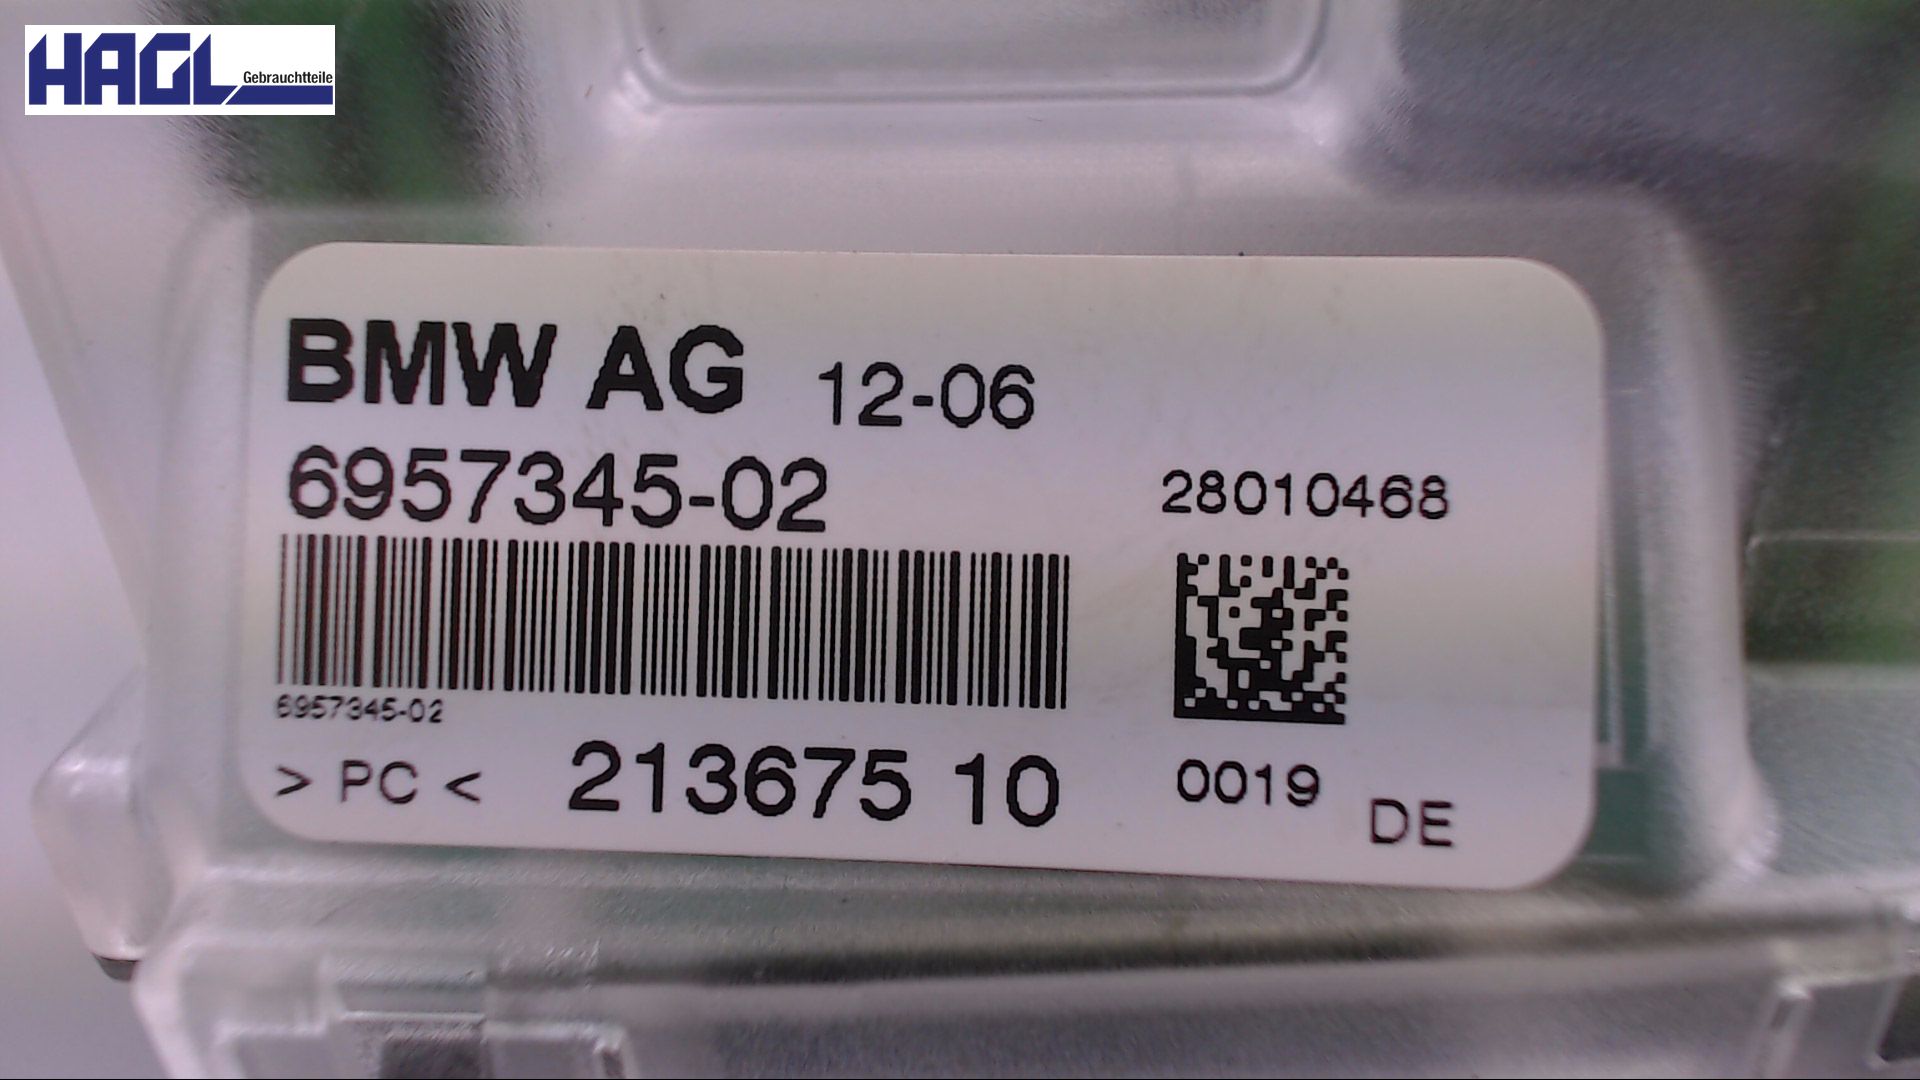 HAGL
Gebrauchtteile
BMW AG 12-06
6957345-02
28010468
6957345-02
> PC < 213675 10
0019 DE